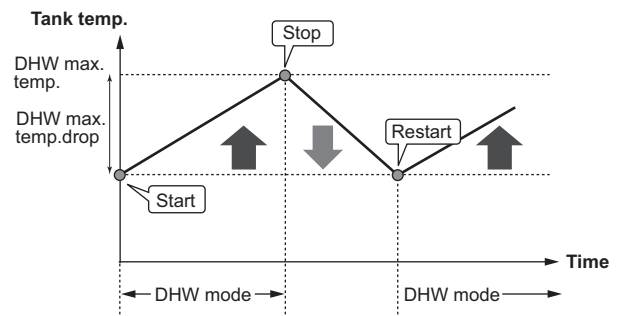 Tank temp.
Stop
DHW max.
temp.
DHW max.
temp.drop
Restart
Start
Time
DHW mode
DHW mode